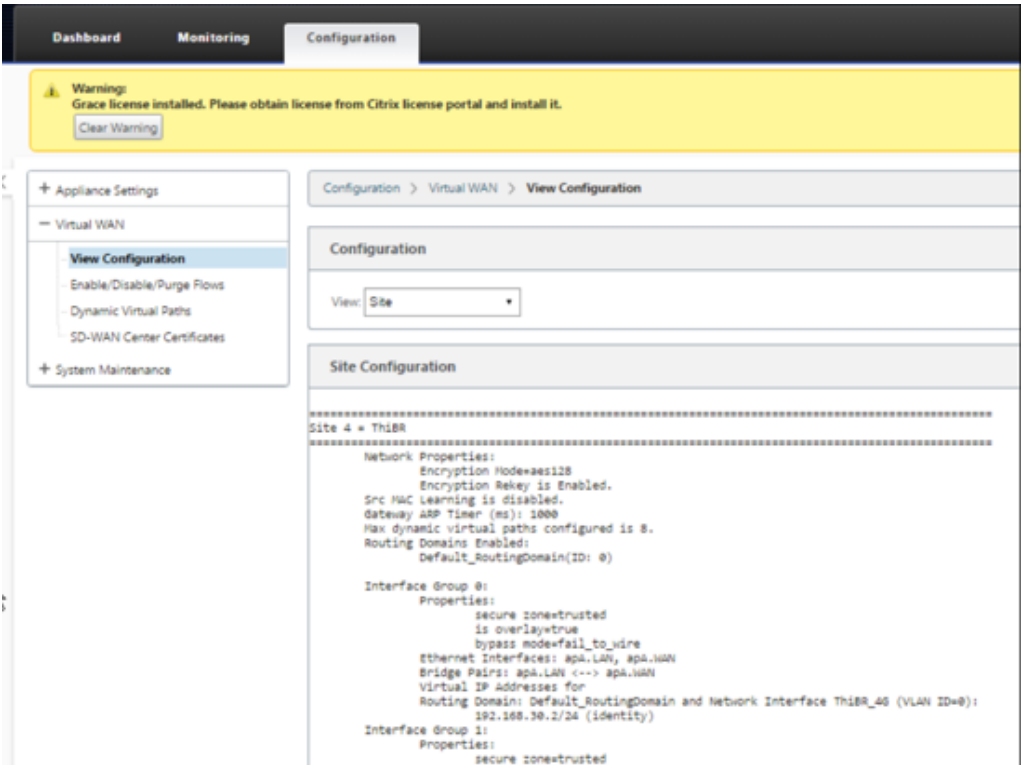 Dashboard Monitoring Configuration
Warning:
Grace license installed. Please obtain license from Citrix license portal and install it.
Clear Warning
+ Appliance Settings
− Virtual WAN
View Configuration
Enable/Disable/Purge Flows
Dynamic Virtual Paths
SD-WAN Center Certificates
+ System Maintenance
Configuration > Virtual WAN > View Configuration
Configuration
View: Site
Site Configuration
====================================================================================================
Site 4 = ThiBR
====================================================================================================
Network Properties:
Encryption Mode=aes128
Encryption Rekey is Enabled.
Src MAC Learning is disabled.
Gateway ARP Timer (ms): 1000
Max dynamic virtual paths configured is 8.
Routing Domains Enabled:
Default_RoutingDomain(ID: 0)
Interface Group 0:
Properties:
secure zone=trusted
is overlay=true
bypass mode=fail_to_wire
Ethernet Interfaces: apA.LAN, apA.WAN
Bridge Pairs: apA.LAN <--> apA.WAN
Virtual IP Addresses for
Routing Domain: Default_RoutingDomain and Network Interface ThiBR_4G (VLAN ID=0):
192.168.30.2/24 (identity)
Interface Group 1:
Properties:
secure zone=trusted